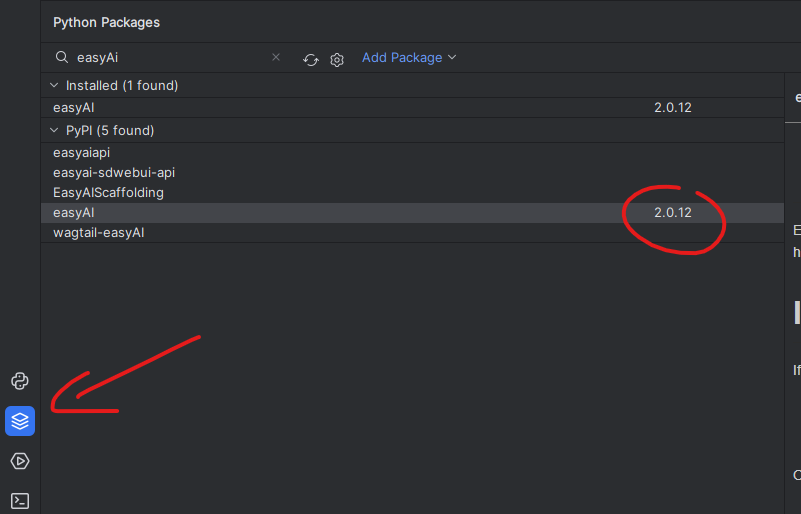 Python Packages
easyAi
Add Package
Installed (1 found)
easyAI 2.0.12
PyPI (5 found)
easyaiapi
easyai-sdwebui-api
EasyAIScaffolding
easyAI 2.0.12
wagtail-easyAI
h
If